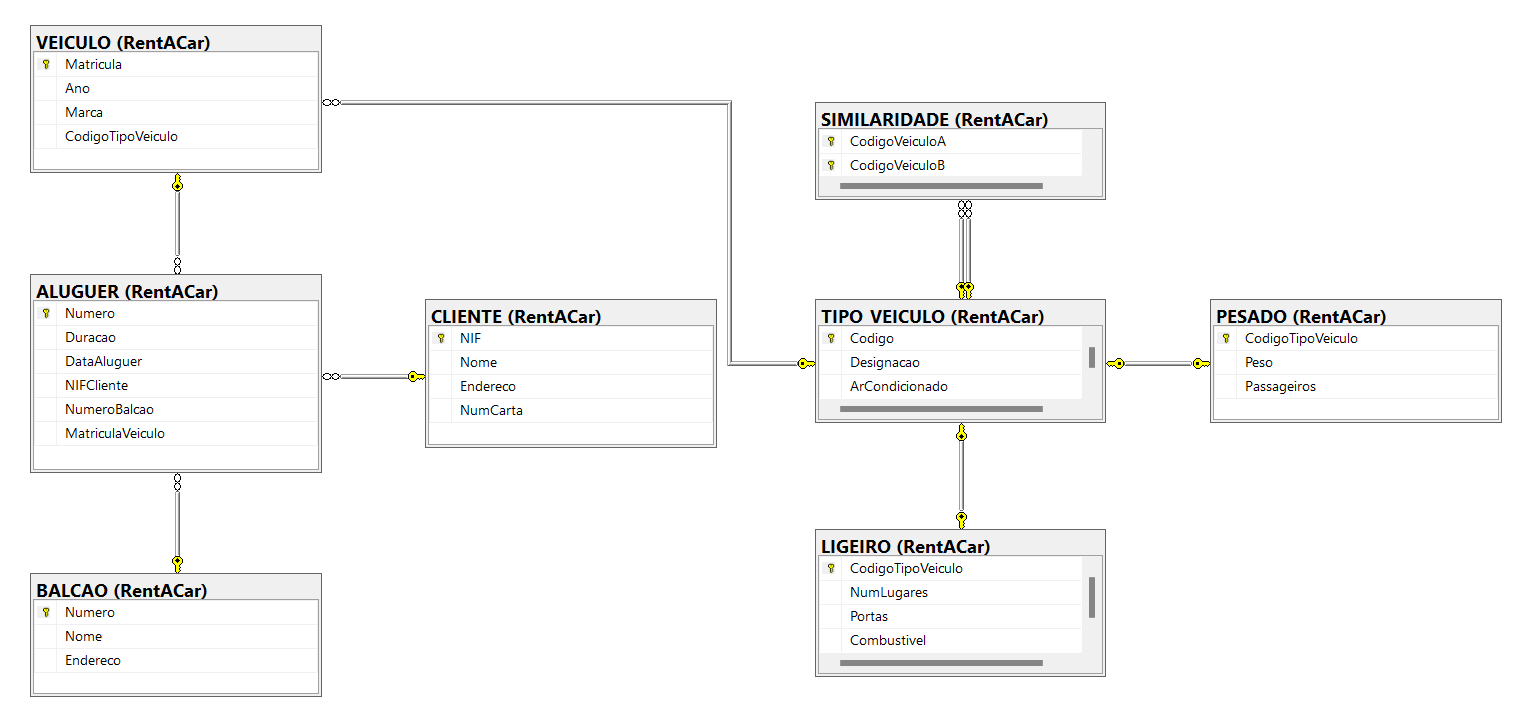 VEICULO (RentACar)
Matricula
Ano
Marca
CodigoTipoVeiculo
SIMILARIDADE (RentACar)
CodigoVeiculoA
CodigoVeiculoB
ALUGUER (RentACar)
Numero
Duracao
DataAluguer
NIFCliente
NumeroBalcao
MatriculaVeiculo
CLIENTE (RentACar)
NIF
Nome
Endereco
NumCarta
TIPO_VEICULO (RentACar)
Codigo
Designacao
ArCondicionado
PESADO (RentACar)
CodigoTipoVeiculo
Peso
Passageiros
LIGEIRO (RentACar)
CodigoTipoVeiculo
NumLugares
Portas
Combustivel
BALCAO (RentACar)
Numero
Nome
Endereco